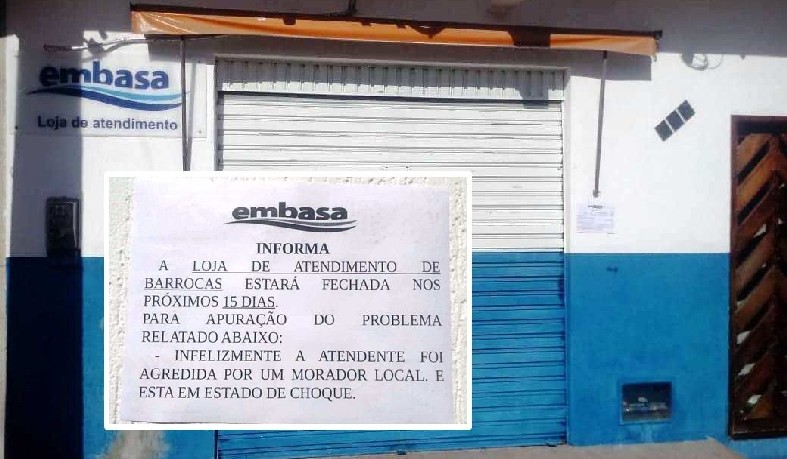 embasa
Loja de atendimento
embasa
INFORMA
A LOJA DE ATENDIMENTO DE
BARROCAS ESTARÁ FECHADA NOS
PRÓXIMOS 15 DIAS.
PARA APURAÇÃO DO PROBLEMA
RELATADO ABAIXO:
- INFELIZMENTE A ATENDENTE FOI
AGREDIDA POR UM MORADOR LOCAL. E
ESTA EM ESTADO DE CHOQUE.